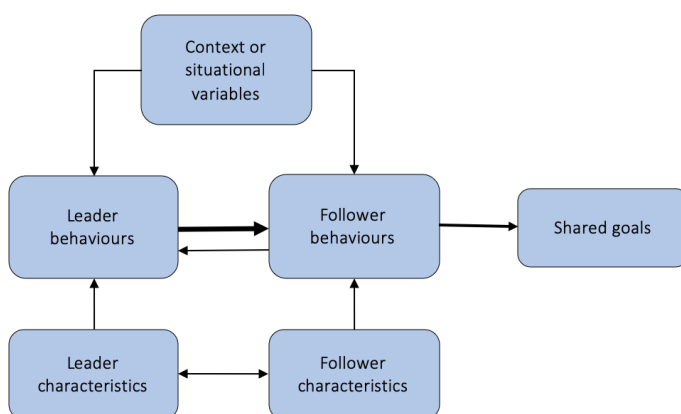 Context or
situational
variables
Leader
behaviours
Follower
behaviours
Shared goals
Leader
characteristics
Follower
characteristics